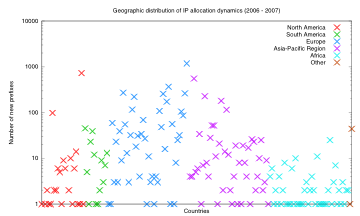 Geographic distribution of IP allocation dynamics (2006 - 2007)
10000
1000
100
10
1
Number of new prefixes
Countries
North America
South America
Europe
Asia-Pacific Region
Africa
Other